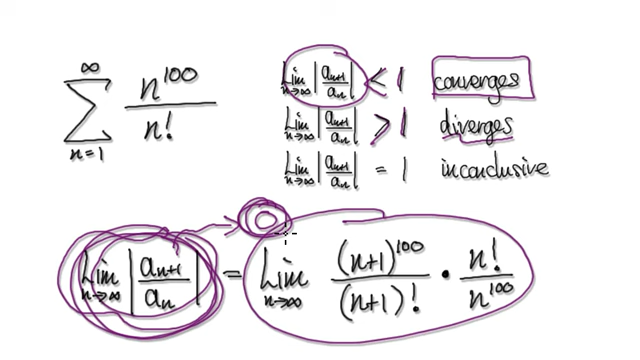 ∞ ∑ n=1 n^100 / n!
Lim n→∞ |a_{n+1} / a_n| < 1 converges
Lim n→∞ |a_{n+1} / a_n| > 1 diverges
Lim n→∞ |a_{n+1} / a_n| = 1 inconclusive
Lim n→∞ |a_{n+1} / a_n| = Lim n→∞ (n+1)^100 / (n+1)! · n! / n^100